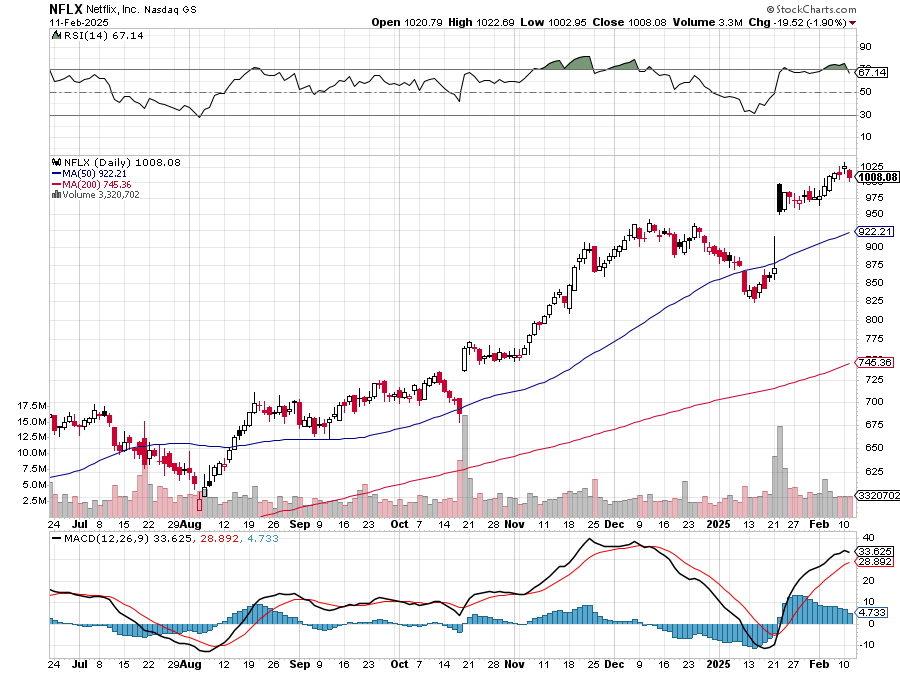 NFLX Netflix, Inc. Nasdaq GS
© StockCharts.com
11-Feb-2025
Open 1020.79 High 1022.69 Low 1002.95 Close 1008.08 Volume 3.3M Chg -19.52 (-1.90%)
RSI(14) 67.14
90
70
67.14
50
30
10
NFLX (Daily) 1008.08
MA(50) 922.21
MA(200) 745.36
Volume 3,320,702
1025
1008.08
1000
975
950
922.21
900
875
850
825
800
775
750
745.36
725
700
675
650
625
3320702
17.5M
15.0M
12.5M
10.0M
7.5M
5.0M
2.5M
24 Jul 8 15 22 29 Aug 12 19 26 Sep 9 16 23 Oct 7 14 21 28 Nov 11 18 25 Dec 9 16 23 2025 13 21 27 Feb 10
MACD(12,26,9) 33.625, 28.892, 4.733
40
33.625
28.892
20
10
4.733
0
-10
24 Jul 8 15 22 29 Aug 12 19 26 Sep 9 16 23 Oct 7 14 21 28 Nov 11 18 25 Dec 9 16 23 2025 13 21 27 Feb 10